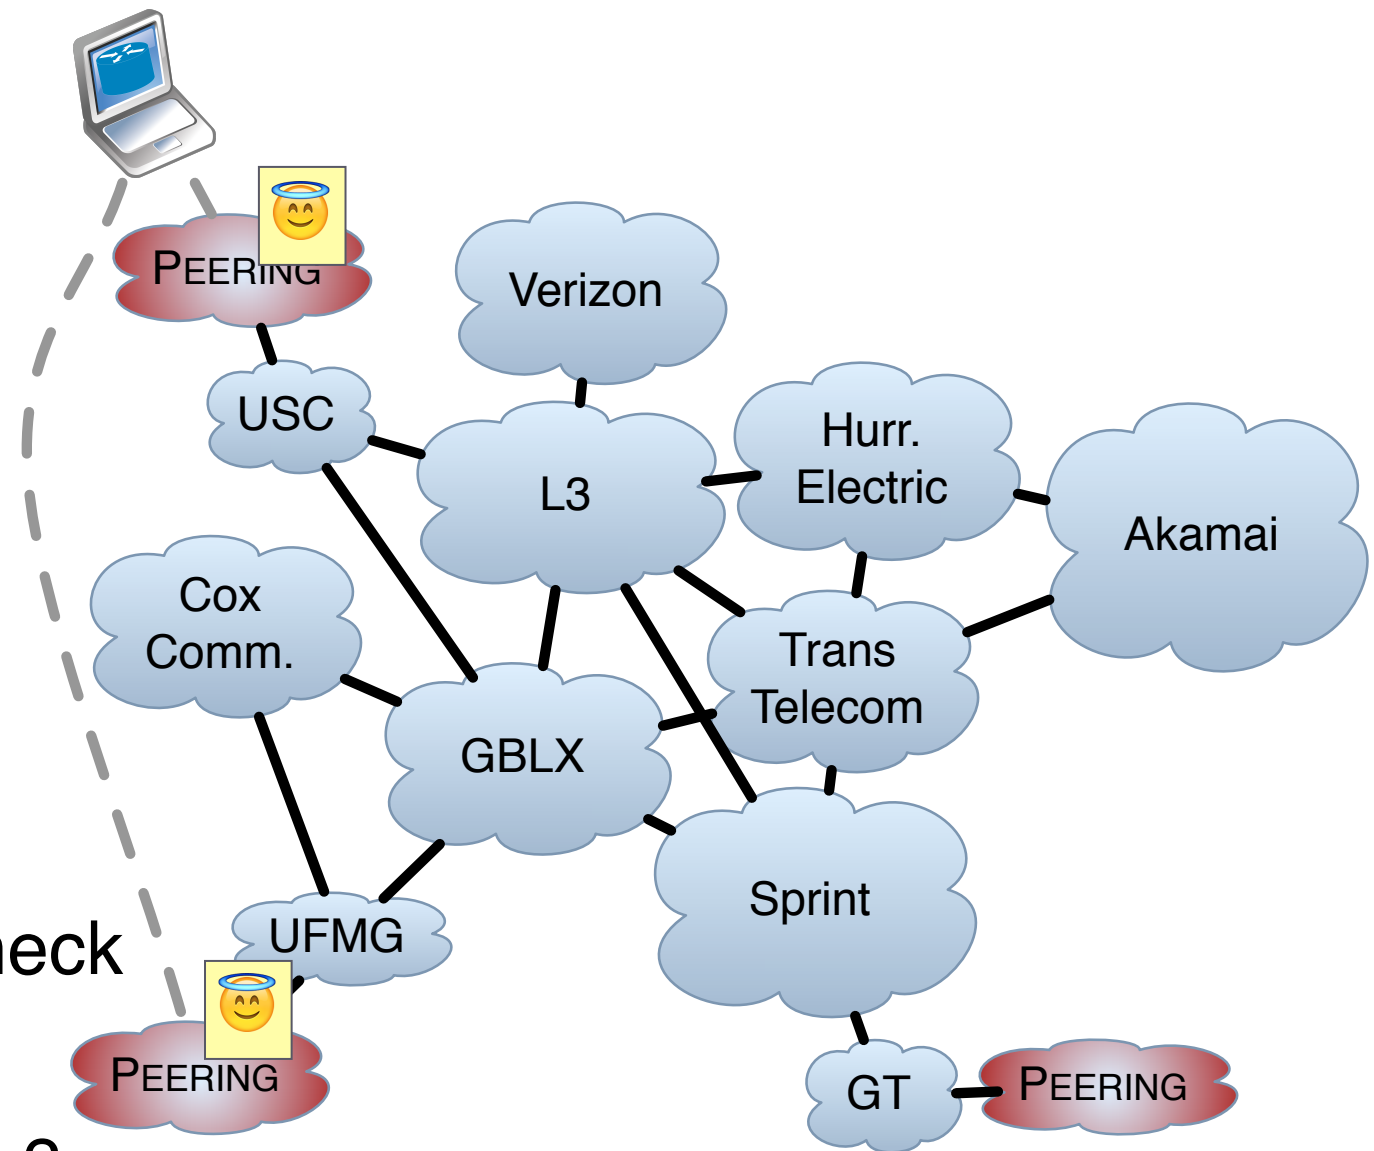 PEERING
Verizon
USC
Hurr.
Electric
L3
Akamai
Cox
Comm.
Trans
Telecom
GBLX
Sprint
UFMG
PEERING
GT
PEERING